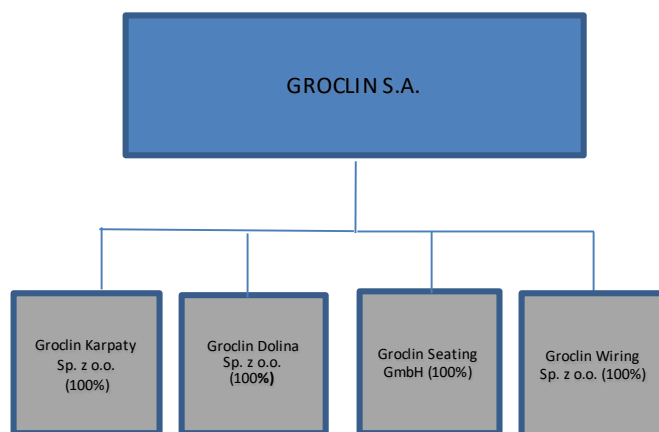 GROCLIN S.A.
Groclin Karpaty
Sp. z o.o.
(100%)
Groclin Dolina
Sp. z o.o.
(100%)
Groclin Seating
GmbH (100%)
Groclin Wiring
Sp. z o.o. (100%)